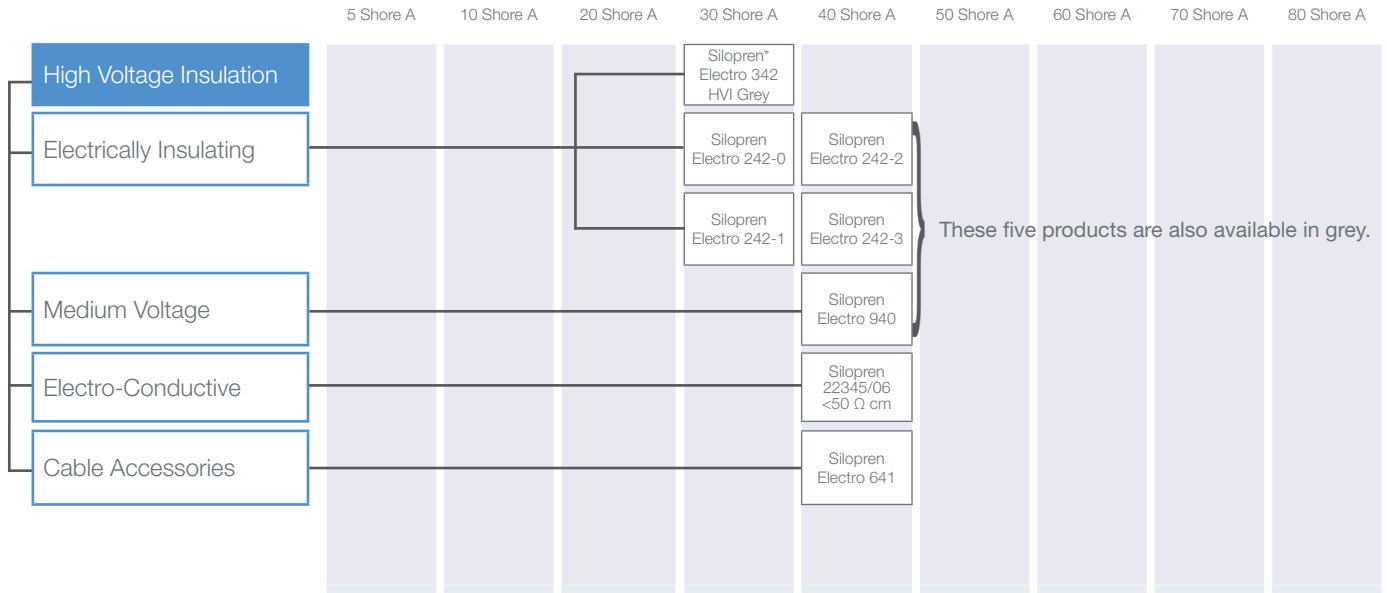 5 Shore A
10 Shore A
20 Shore A
30 Shore A
40 Shore A
50 Shore A
60 Shore A
70 Shore A
80 Shore A
High Voltage Insulation
Silopren*
Electro 342
HVI Grey
Electrically Insulating
Silopren
Electro 242-0
Silopren
Electro 242-2
Silopren
Electro 242-1
Silopren
Electro 242-3
These five products are also available in grey.
Medium Voltage
Silopren
Electro 940
Electro-Conductive
Silopren
22345/06
<50 Ω cm
Cable Accessories
Silopren
Electro 641